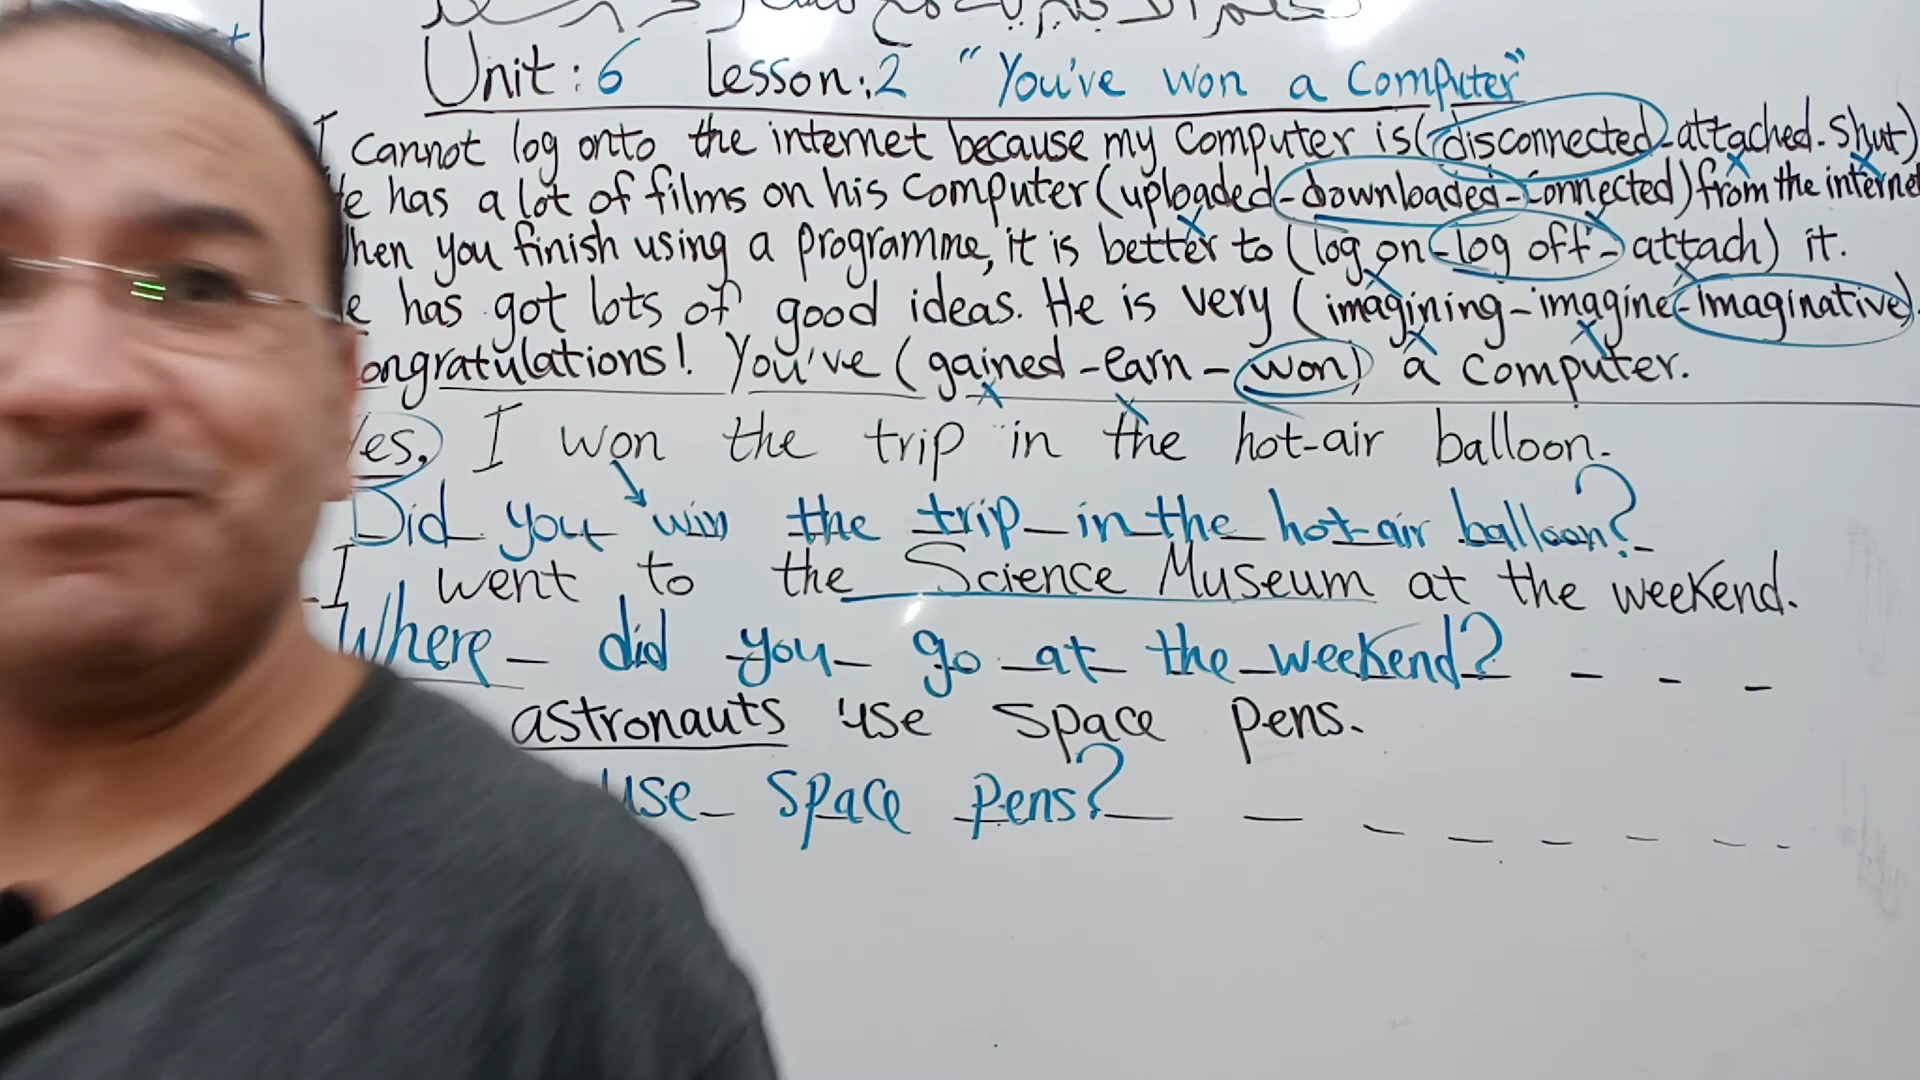 Unit: 6 Lesson: 2 "You've won a Computer"
I cannot log onto the internet because my computer is (disconnected - attached - shut)
has a lot of films on his computer (uploaded - downloaded - connected) from the internet
When you finish using a programme, it is better to (log on - log off - attach) it.
has got lots of good ideas. He is very (imagining - imagine - imaginative).
Congratulations! You've (gained - earn - won) a computer.
Yes, I won the trip in the hot-air balloon.
Did you win the trip in the hot-air balloon?
I went to the Science Museum at the weekend.
Where did you go at the weekend?
astronauts use space pens.
use space pens?